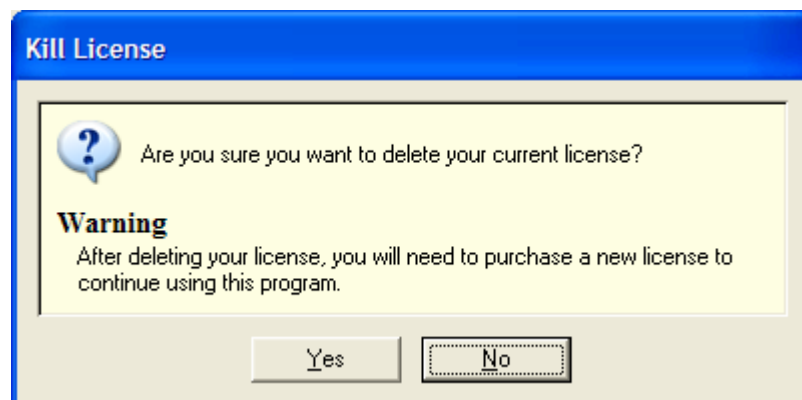 Kill License
Are you sure you want to delete your current license?
Warning
After deleting your license, you will need to purchase a new license to
continue using this program.
Yes No